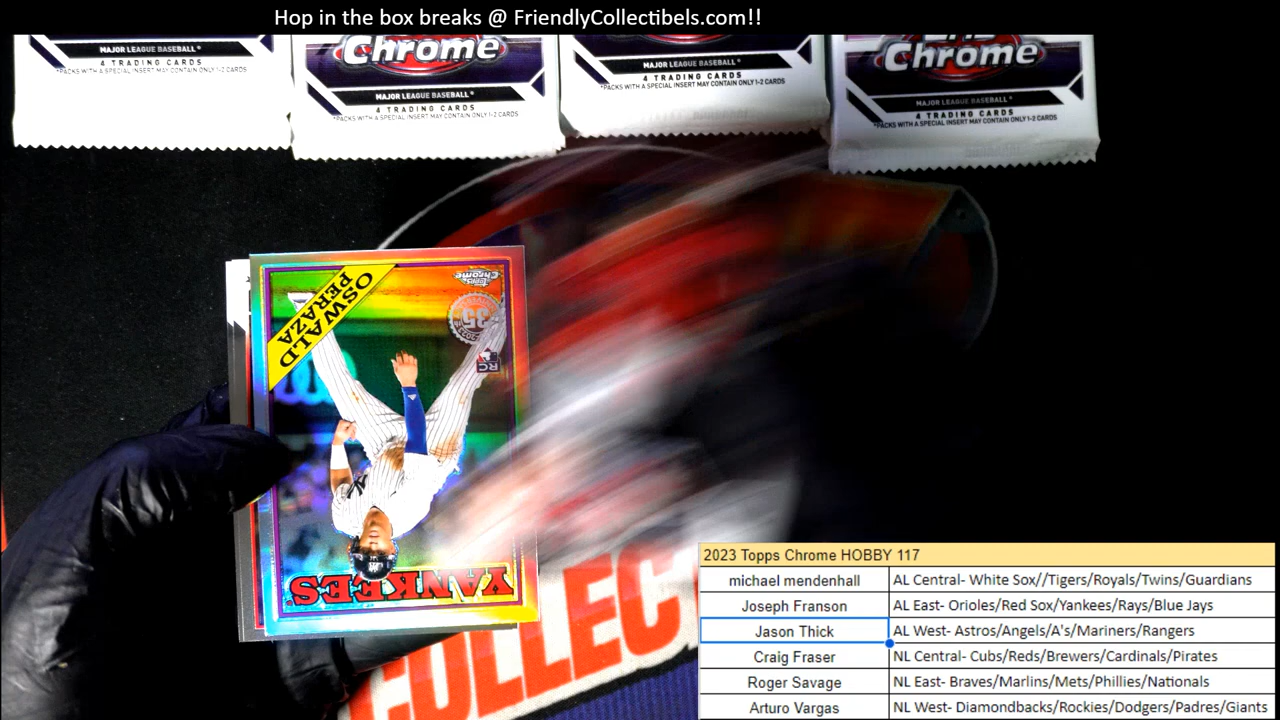 Hop in the box breaks @ FriendlyCollectibels.com!!
MAJOR LEAGUE BASEBALL®
4 TRADING CARDS
*PACKS WITH A SPECIAL INSERT MAY CONTAIN ONLY 1-2 CARDS
Chrome
MAJOR LEAGUE BASEBALL®
4 TRADING CARDS
*PACKS WITH A SPECIAL INSERT MAY CONTAIN ONLY 1-2 CARDS
MAJOR LEAGUE BASEBALL®
4 TRADING CARDS
*PACKS WITH A SPECIAL INSERT MAY CONTAIN ONLY 1-2 CARDS
Chrome
MAJOR LEAGUE BASEBALL®
4 TRADING CARDS
*PACKS WITH A SPECIAL INSERT MAY CONTAIN ONLY 1-2 CARDS
YANKEES
RC
35
Topps
Chrome
OSWALD
PERAZA
COLLEC
2023 Topps Chrome HOBBY 117
michael mendenhall AL Central- White Sox//Tigers/Royals/Twins/Guardians
Joseph Franson AL East- Orioles/Red Sox/Yankees/Rays/Blue Jays
Jason Thick AL West- Astros/Angels/A's/Mariners/Rangers
Craig Fraser NL Central- Cubs/Reds/Brewers/Cardinals/Pirates
Roger Savage NL East- Braves/Marlins/Mets/Phillies/Nationals
Arturo Vargas NL West- Diamondbacks/Rockies/Dodgers/Padres/Giants